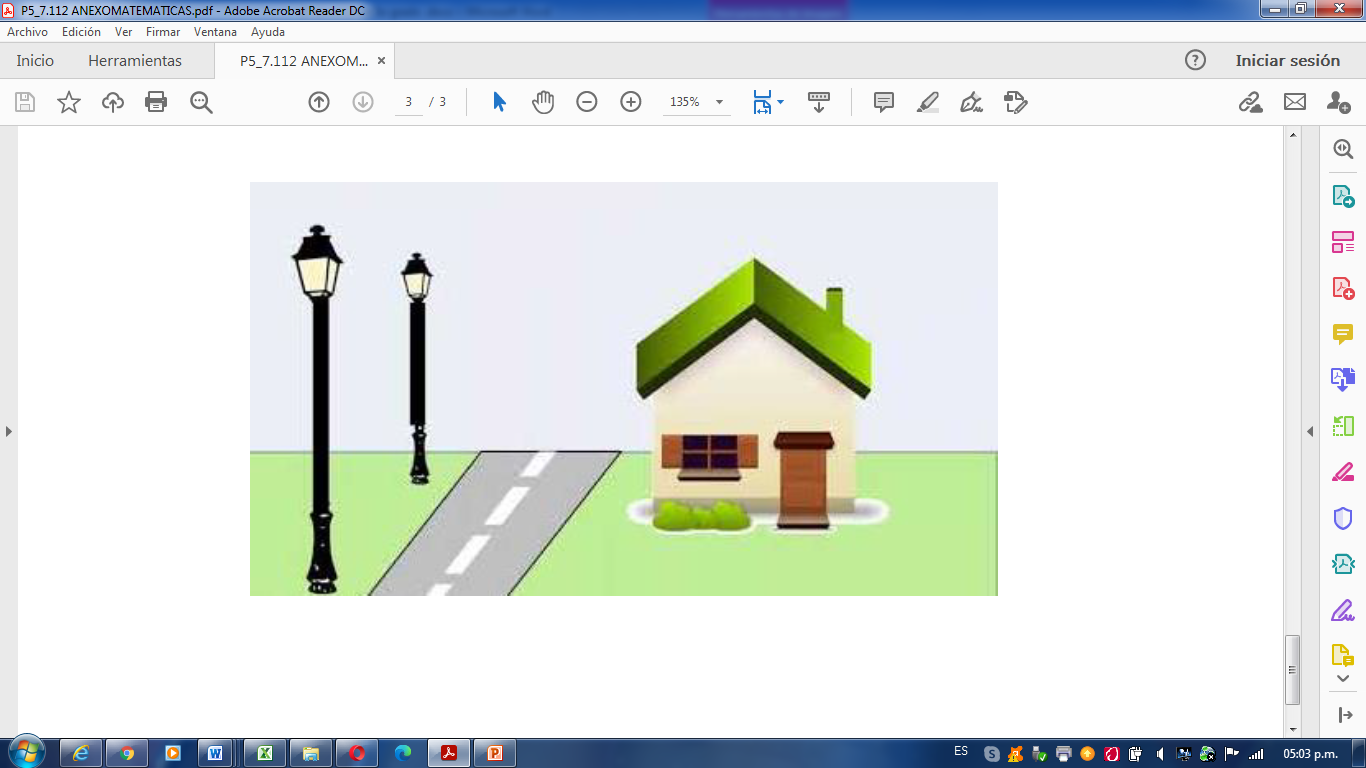 P5_7.112 ANEXOMATEMATICAS.pdf - Adobe Acrobat Reader DC
Archivo Edición Ver Firmar Ventana Ayuda
Inicio Herramientas P5_7.112 ANEXOM... × Iniciar sesión
3 / 3 135%
ES 05:03 p.m.